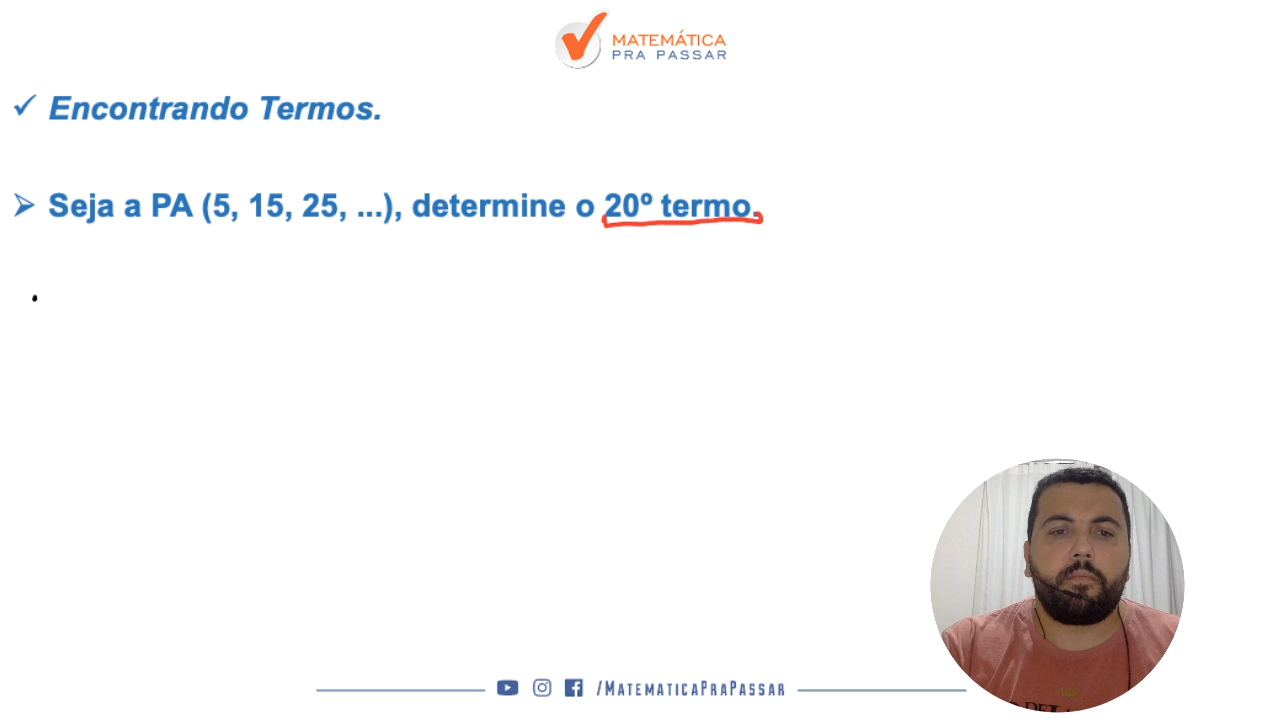 MATEMÁTICA
PRA PASSAR
Encontrando Termos.
Seja a PA (5, 15, 25, ...), determine o 20º termo.
/MATEMATICAPRAPASSAR